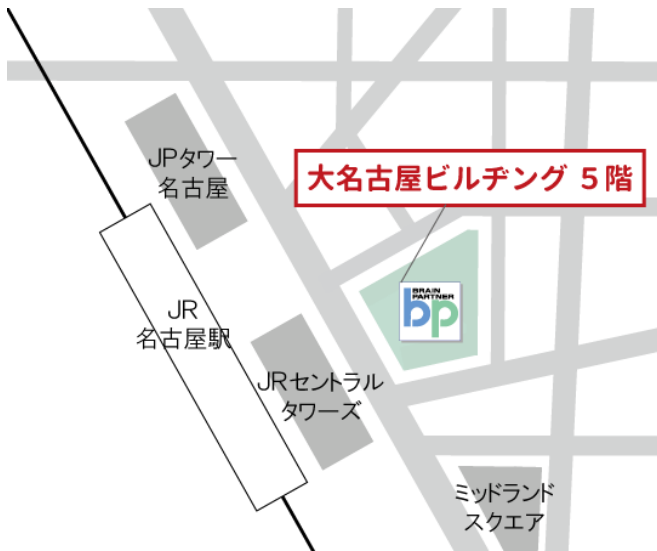 JPタワー
名古屋
大名古屋ビルヂング 5階
BRAIN
PARTNER
bp
JR
名古屋駅
JRセントラル
タワーズ
ミッドランド
スクエア